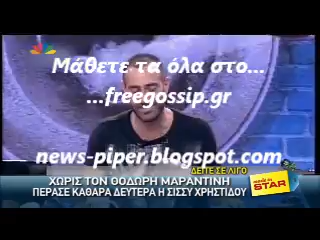 Μάθετε τα όλα στο...
...freegossip.gr
news-piper.blogspot.com
ΔΕΙΤΕ ΣΕ ΛΙΓΟ
ΧΩΡΙΣ ΤΟΝ ΘΟΔΩΡΗ ΜΑΡΑΝΤΙΝΗ
ΠΕΡΑΣΕ ΚΑΘΑΡΑ ΔΕΥΤΕΡΑ Η ΣΙΣΣΥ ΧΡΗΣΤΙΔΟΥ
STAR